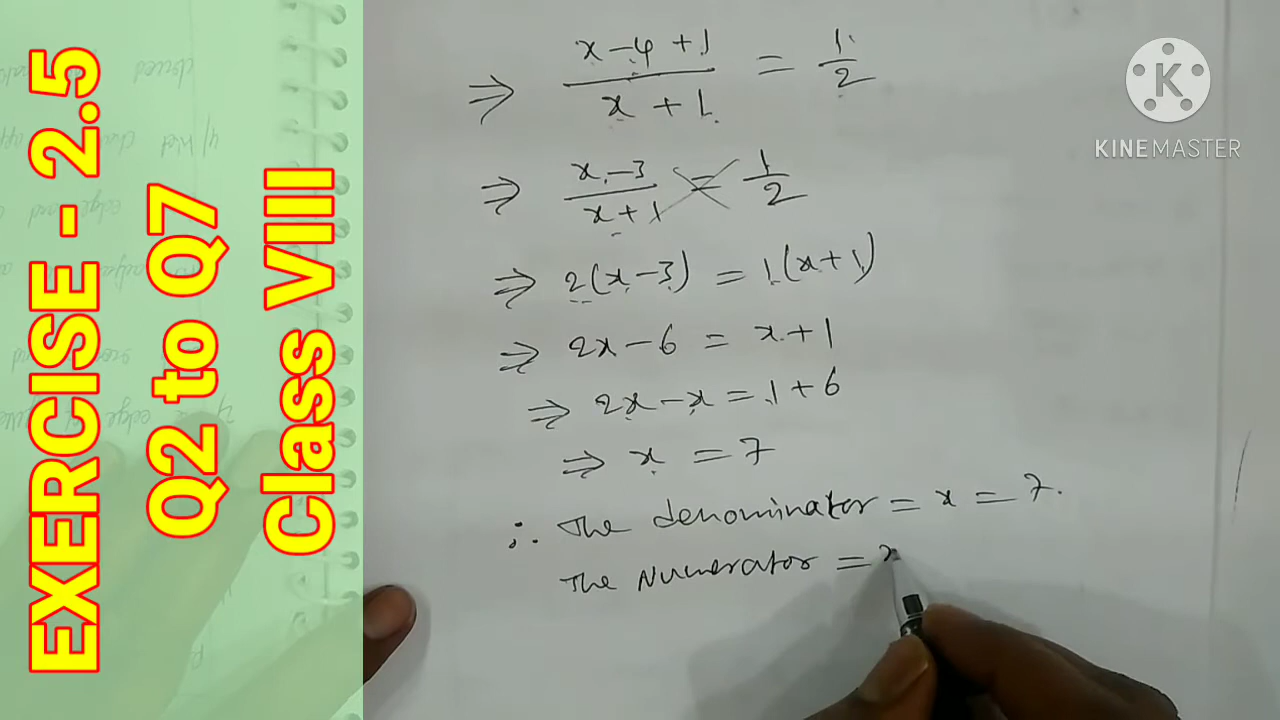 EXERCISE - 2.5
Q2 to Q7
Class VIII
⇒ (x-4+1)/(x+1) = 1/2
⇒ (x-3)/(x+1) = 1/2
⇒ 2(x-3) = 1(x+1)
⇒ 2x-6 = x+1
⇒ 2x-x = 1+6
⇒ x = 7
∴ The denominator = x = 7.
The Numerator = x
K
KINEMASTER